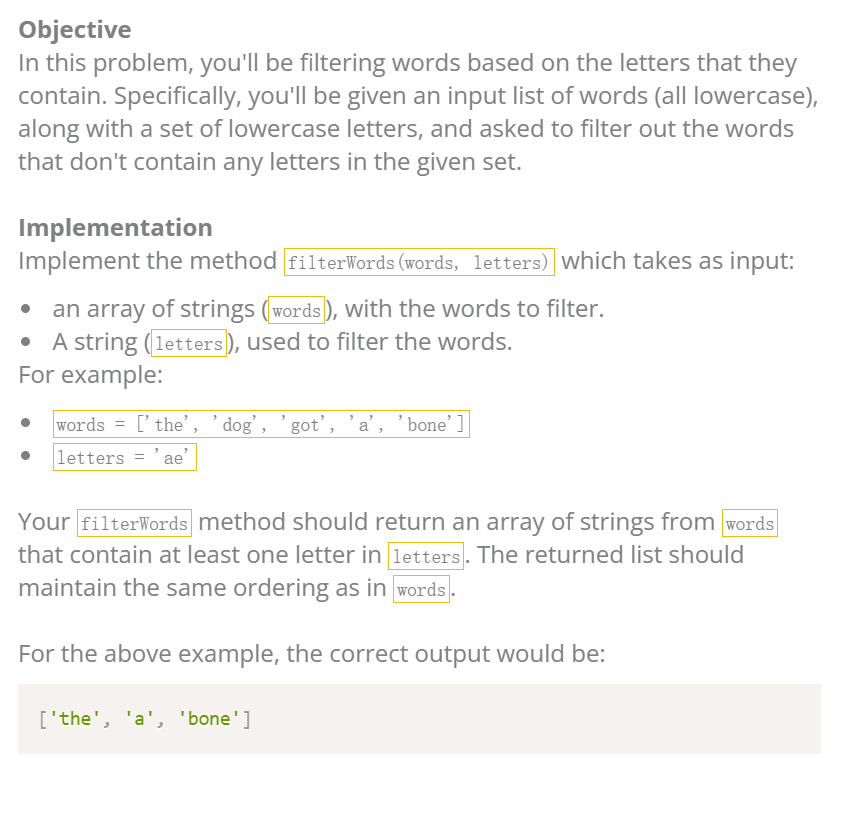 Objective
In this problem, you'll be filtering words based on the letters that they
contain. Specifically, you'll be given an input list of words (all lowercase),
along with a set of lowercase letters, and asked to filter out the words
that don't contain any letters in the given set.
Implementation
Implement the method filterWords(words, letters) which takes as input:
• an array of strings (words), with the words to filter.
• A string (letters), used to filter the words.
For example:
• words = ['the', 'dog', 'got', 'a', 'bone']
• letters = 'ae'
Your filterWords method should return an array of strings from words
that contain at least one letter in letters. The returned list should
maintain the same ordering as in words.
For the above example, the correct output would be:
['the', 'a', 'bone']